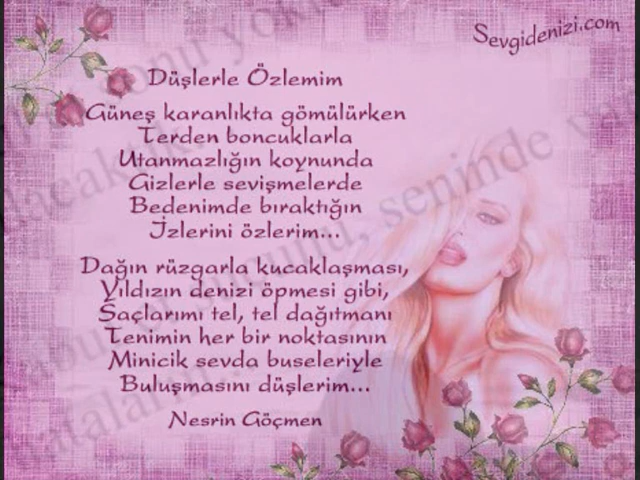 Sevgidenizi.com
Düşlerle Özlemim
Güneş karanlıkta gömülürken
Terden boncuklarla
Utanmazlığın koynunda
Gizlerle sevişmelerde
Bedenimde bıraktığın
İzlerini özlerim...
Dağın rüzgarla kucaklaşması,
Yıldızın denizi öpmesi gibi,
Saçlarımı tel, tel dağıtmanı
Tenimin her bir noktasının
Minicik sevda buseleriyle
Buluşmasını düşlerim...
Nesrin Göçmen